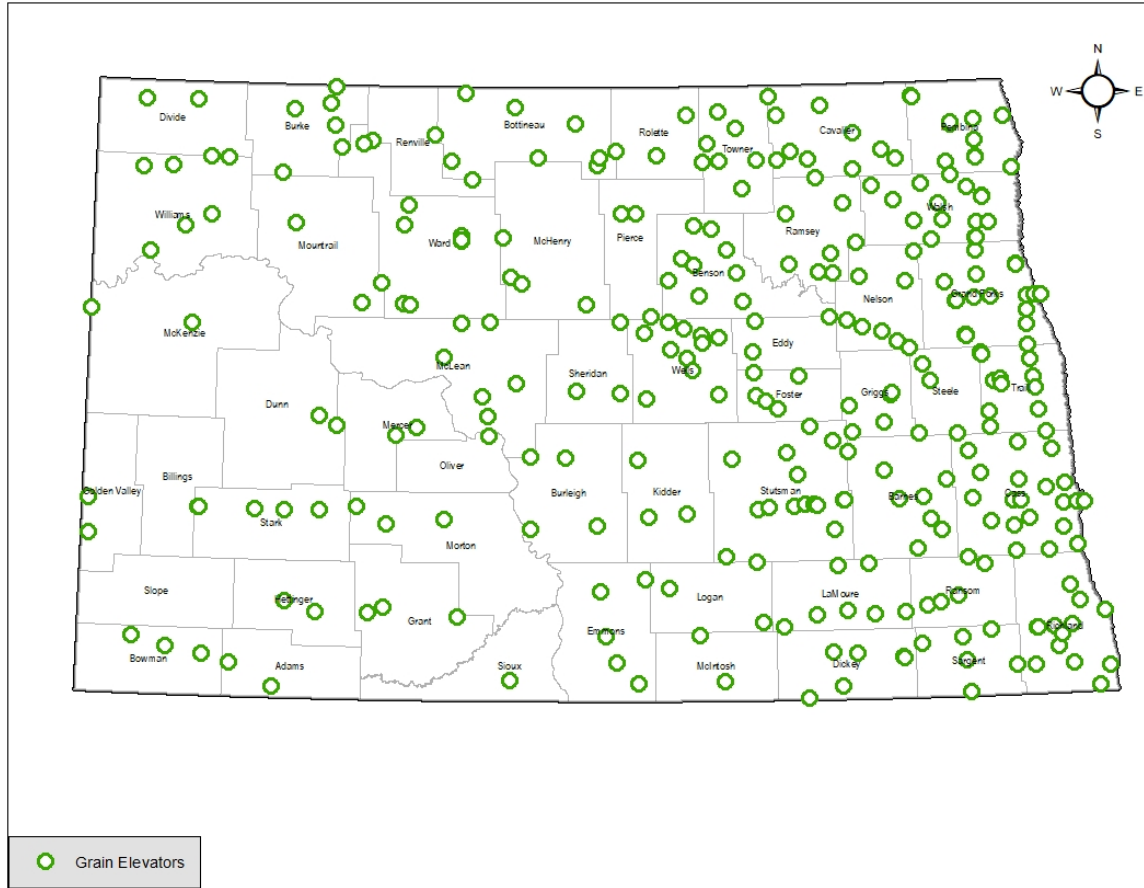 N
W E
S
Divide
Burke
Renville
Bottineau
Rolette
Towner
Cavalier
Pembina
Williams
Mountrail
Ward
McHenry
Pierce
Benson
Ramsey
Walsh
McKenzie
Nelson
Grand Forks
McLean
Sheridan
Wells
Eddy
Foster
Griggs
Steele
Traill
Dunn
Mercer
Oliver
Billings
Golden Valley
Stark
Morton
Burleigh
Kidder
Stutsman
Barnes
Cass
Slope
Hettinger
Grant
Emmons
Logan
LaMoure
Ransom
Richland
Bowman
Adams
Sioux
McIntosh
Dickey
Sargent
Grain Elevators